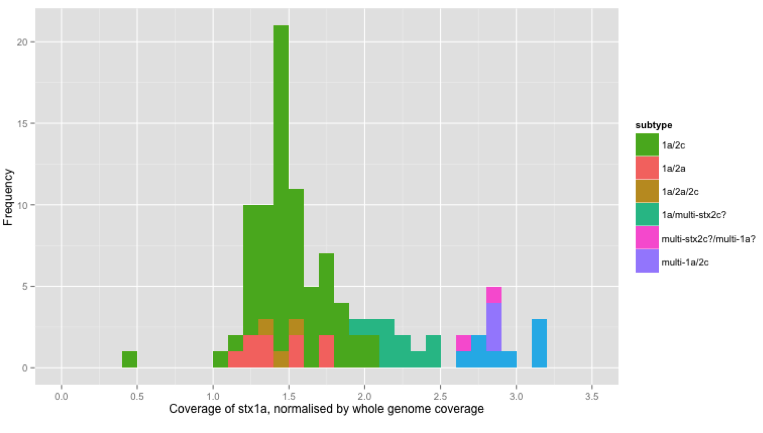 20
15
10
5
0
Frequency
0.0 0.5 1.0 1.5 2.0 2.5 3.0 3.5
Coverage of stx1a, normalised by whole genome coverage
subtype
1a/2c
1a/2a
1a/2a/2c
1a/multi-stx2c?
multi-stx2c?/multi-1a?
multi-1a/2c